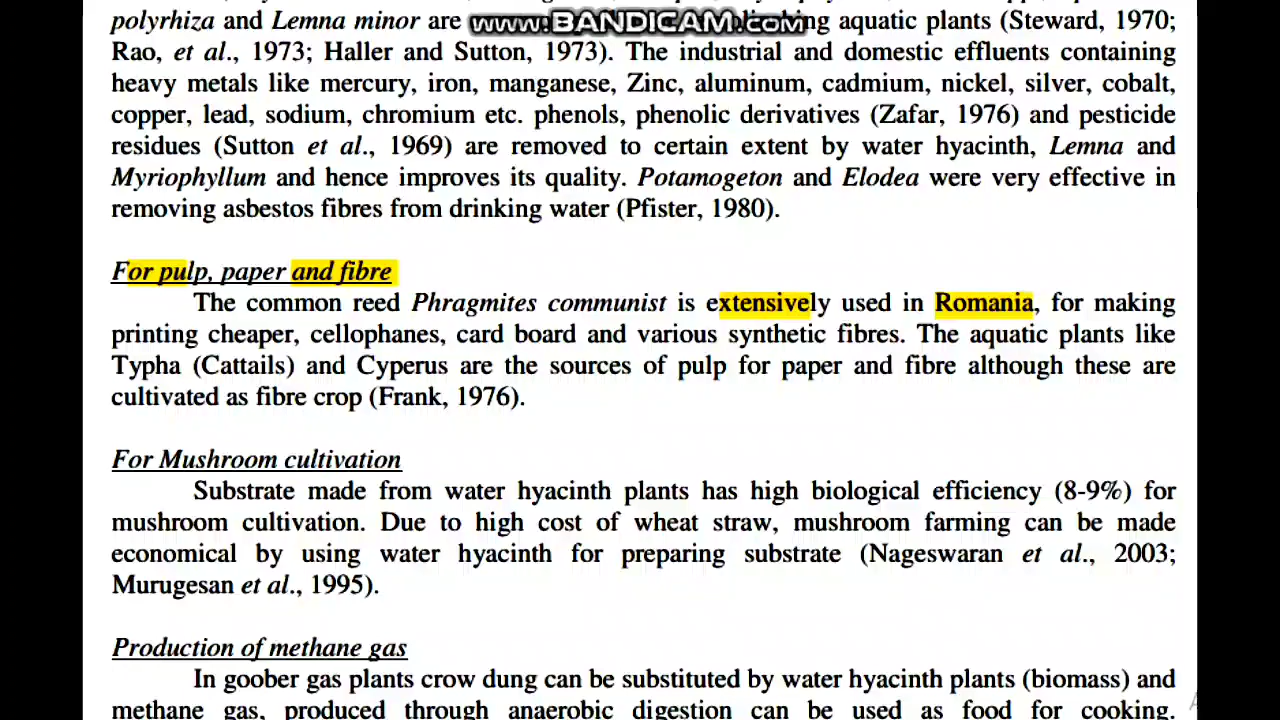 polyrhiza and Lemna minor are www.BANDICAM.com aquatic plants (Steward, 1970;
Rao, et al., 1973; Haller and Sutton, 1973). The industrial and domestic effluents containing
heavy metals like mercury, iron, manganese, Zinc, aluminum, cadmium, nickel, silver, cobalt,
copper, lead, sodium, chromium etc. phenols, phenolic derivatives (Zafar, 1976) and pesticide
residues (Sutton et al., 1969) are removed to certain extent by water hyacinth, Lemna and
Myriophyllum and hence improves its quality. Potamogeton and Elodea were very effective in
removing asbestos fibres from drinking water (Pfister, 1980).
For pulp, paper and fibre
The common reed Phragmites communist is extensively used in Romania, for making
printing cheaper, cellophanes, card board and various synthetic fibres. The aquatic plants like
Typha (Cattails) and Cyperus are the sources of pulp for paper and fibre although these are
cultivated as fibre crop (Frank, 1976).
For Mushroom cultivation
Substrate made from water hyacinth plants has high biological efficiency (8-9%) for
mushroom cultivation. Due to high cost of wheat straw, mushroom farming can be made
economical by using water hyacinth for preparing substrate (Nageswaran et al., 2003;
Murugesan et al., 1995).
Production of methane gas
In goober gas plants crow dung can be substituted by water hyacinth plants (biomass) and
methane gas, produced through anaerobic digestion can be used as food for cooking.